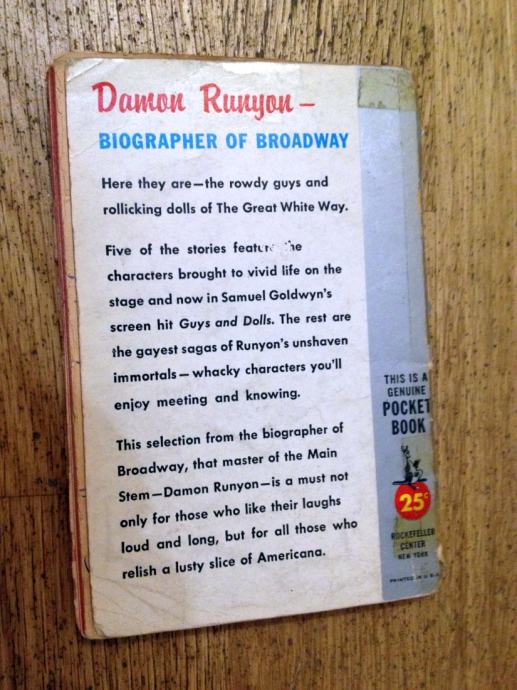 Damon Runyon —
BIOGRAPHER OF BROADWAY
Here they are—the rowdy guys and
rollicking dolls of The Great White Way.
Five of the stories feature the
characters brought to vivid life on the
stage and now in Samuel Goldwyn's
screen hit Guys and Dolls. The rest are
the gayest sagas of Runyon's unshaven
immortals—whacky characters you'll
enjoy meeting and knowing.
This selection from the biographer of
Broadway, that master of the Main
Stem—Damon Runyon—is a must not
only for those who like their laughs
loud and long, but for all those who
relish a lusty slice of Americana.
THIS IS A
GENUINE
POCKET
BOOK
25¢
ROCKEFELLER
CENTER
NEW YORK
PRINTED IN U.S.A.